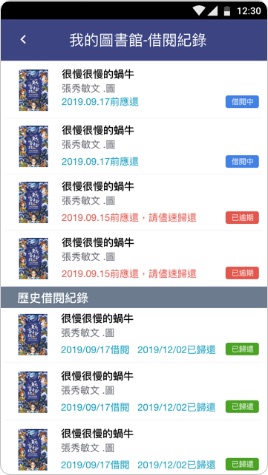 12:30
我的圖書館-借閱紀錄
很慢很慢的蝸牛
張秀敏文 .圖
2019.09.17前應還
借閱中
很慢很慢的蝸牛
張秀敏文 .圖
2019.09.17前應還
借閱中
很慢很慢的蝸牛
張秀敏文 .圖
2019.09.15前應還，請儘速歸還
已逾期
很慢很慢的蝸牛
張秀敏文 .圖
2019.09.15前應還，請儘速歸還
已逾期
歷史借閱紀錄
很慢很慢的蝸牛
張秀敏文 .圖
2019/09/17借閱 2019/12/02已歸還
已歸還
很慢很慢的蝸牛
張秀敏文 .圖
2019/09/17借閱 2019/12/02已歸還
已歸還
很慢很慢的蝸牛
張秀敏文 .圖
2019/09/17借閱 2019/12/02已歸還
已歸還